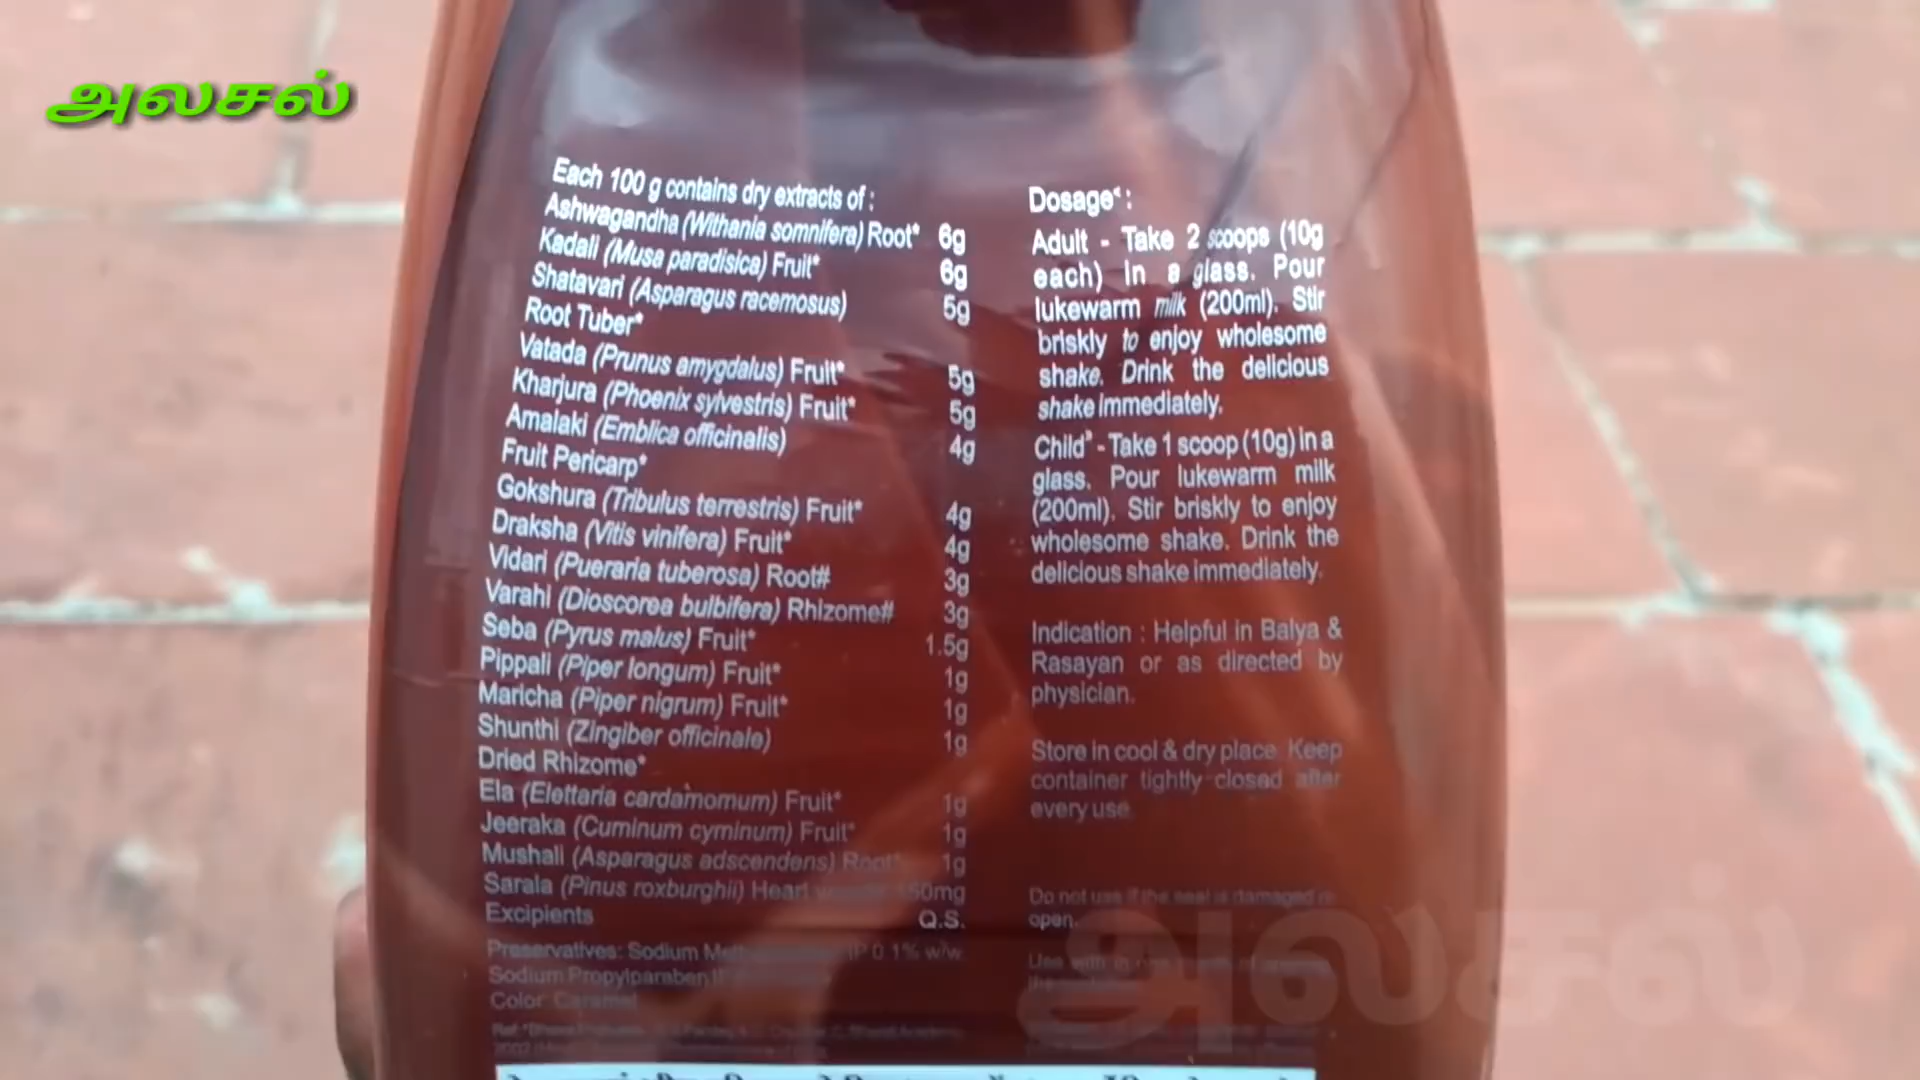 அலசல்
Each 100 g contains dry extracts of :
Ashwagandha (Withania somnifera) Root* 6g
Kadali (Musa paradisica) Fruit* 6g
Shatavari (Asparagus racemosus) 5g
Root Tuber*
Vatada (Prunus amygdalus) Fruit* 5g
Kharjura (Phoenix sylvestris) Fruit* 5g
Amalaki (Emblica officinalis) 4g
Fruit Pericarp*
Gokshura (Tribulus terrestris) Fruit* 4g
Draksha (Vitis vinifera) Fruit* 4g
Vidari (Pueraria tuberosa) Root# 3g
Varahi (Dioscorea bulbifera) Rhizome# 3g
Seba (Pyrus malus) Fruit* 1.5g
Pippali (Piper longum) Fruit* 1g
Maricha (Piper nigrum) Fruit* 1g
Shunthi (Zingiber officinale) 1g
Dried Rhizome*
Ela (Elettaria cardamomum) Fruit* 1g
Jeeraka (Cuminum cyminum) Fruit* 1g
Mushali (Asparagus adscendens) Root* 1g
Sarala (Pinus roxburghii) Heart
Excipients Q.S.
Preservatives: Sodium IP 0.1% w/w.
Sodium Propylparaben
Color: Caramel
Dosage :
Adult - Take 2 scoops (10g
each) in a glass. Pour
lukewarm milk (200ml). Stir
briskly to enjoy wholesome
shake. Drink the delicious
shake immediately.
Child - Take 1 scoop (10g) in a
glass. Pour lukewarm milk
(200ml). Stir briskly to enjoy
wholesome shake. Drink the
delicious shake immediately.
Indication : Helpful in Balya &
Rasayan or as directed by
physician.
Store in cool & dry place. Keep
container tightly closed after
every use.
Do not use if the seal is damaged or
open.
அலசல்